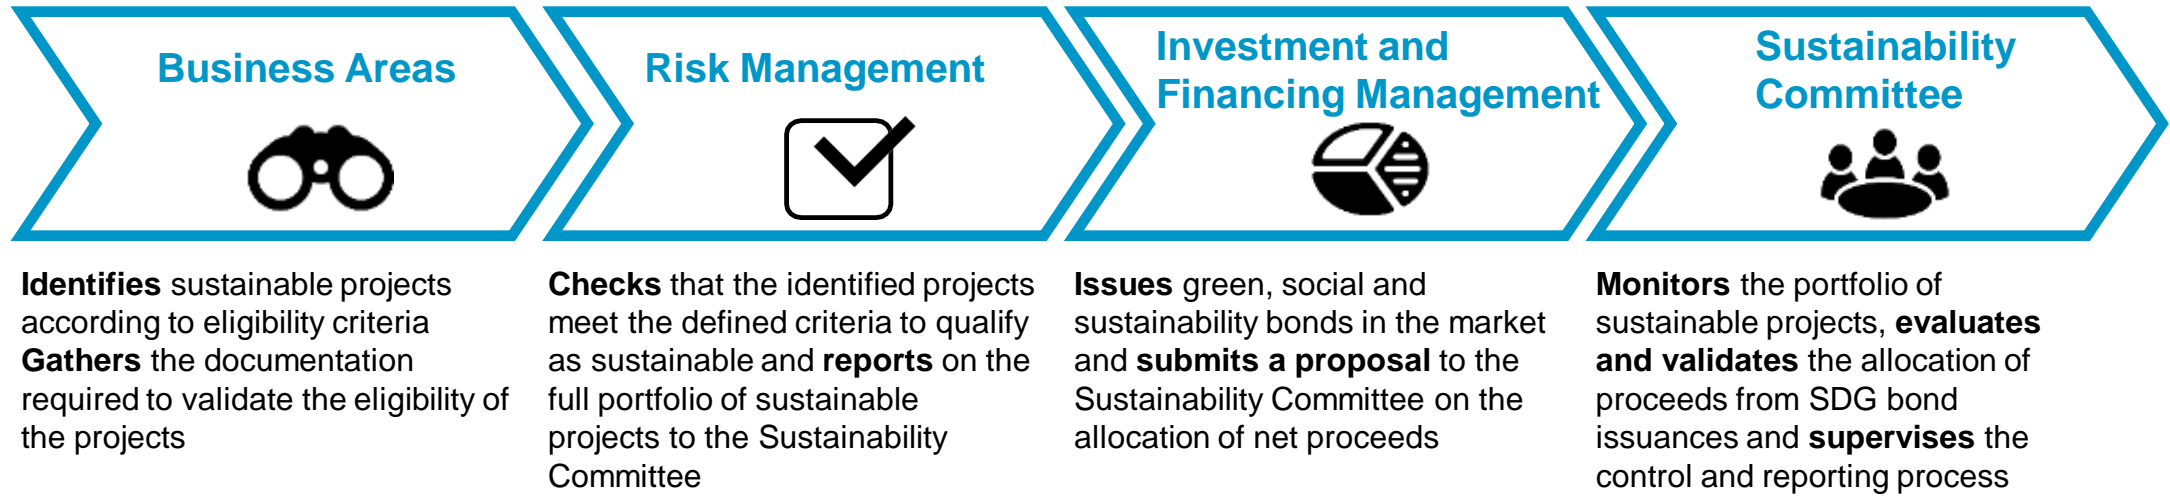 Business Areas
Identifies sustainable projects
according to eligibility criteria
Gathers the documentation
required to validate the eligibility of
the projects
Risk Management
Checks that the identified projects
meet the defined criteria to qualify
as sustainable and reports on the
full portfolio of sustainable
projects to the Sustainability
Committee
Investment and
Financing Management
Issues green, social and
sustainability bonds in the market
and submits a proposal to the
Sustainability Committee on the
allocation of net proceeds
Sustainability
Committee
Monitors the portfolio of
sustainable projects, evaluates
and validates the allocation of
proceeds from SDG bond
issuances and supervises the
control and reporting process